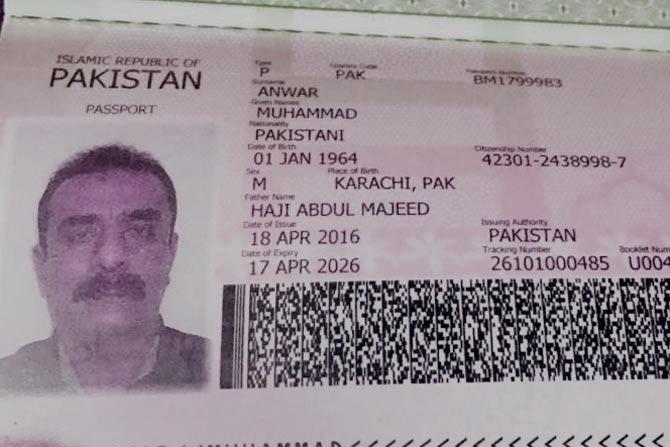 ISLAMIC REPUBLIC OF
PAKISTAN
PASSPORT
Type Country Code Passport Number
P PAK BM1799983
Surname
ANWAR
Given Names
MUHAMMAD
Nationality
PAKISTANI
Date of Birth Citizenship Number
01 JAN 1964 42301-2438998-7
Sex Place of Birth
M KARACHI, PAK
Father Name
HAJI ABDUL MAJEED
Date of Issue Issuing Authority
18 APR 2016 PAKISTAN
Date of Expiry Tracking Number Booklet Num
17 APR 2026 26101000485 U004